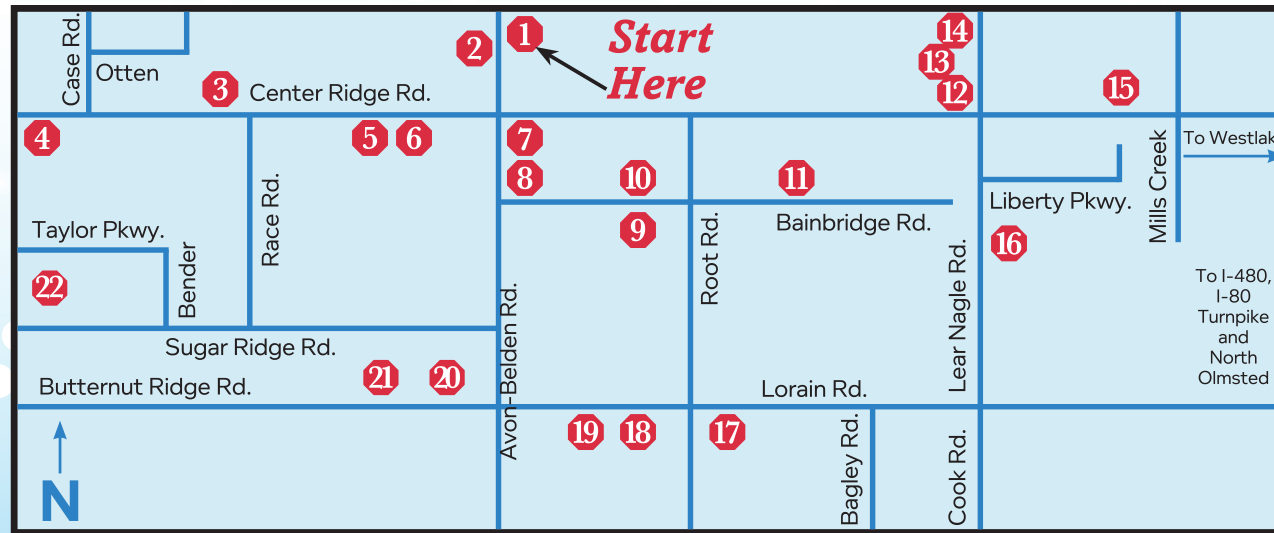 Case Rd.
Otten
3
Center Ridge Rd.
2
1
Start
Here
14
13
12
15
4
5
6
7
8
10
11
To Westlak
Liberty Pkwy.
Mills Creek
Taylor Pkwy.
Bender
Race Rd.
9
Root Rd.
Bainbridge Rd.
Lear Nagle Rd.
16
22
Sugar Ridge Rd.
Avon-Belden Rd.
To I-480,
I-80
Turnpike
and
North
Olmsted
Butternut Ridge Rd.
21
20
Lorain Rd.
19
18
17
Bagley Rd.
Cook Rd.
N